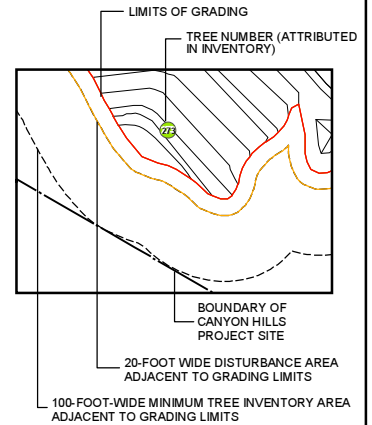 LIMITS OF GRADING
TREE NUMBER (ATTRIBUTED
IN INVENTORY)
273
BOUNDARY OF
CANYON HILLS
PROJECT SITE
20-FOOT WIDE DISTURBANCE AREA
ADJACENT TO GRADING LIMITS
100-FOOT-WIDE MINIMUM TREE INVENTORY AREA
ADJACENT TO GRADING LIMITS